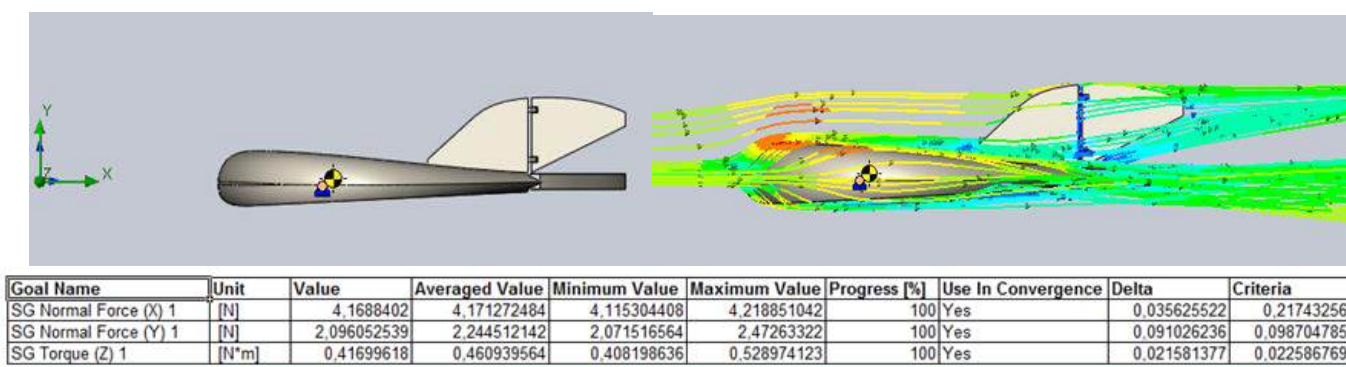 Y
X
Z
Goal Name Unit Value Averaged Value Minimum Value Maximum Value Progress [%] Use In Convergence Delta Criteria
SG Normal Force (X) 1 [N] 4,1688402 4,171272484 4,115304408 4,218851042 100 Yes 0,035625522 0,21743256
SG Normal Force (Y) 1 [N] 2,096052539 2,244512142 2,071516564 2,47263322 100 Yes 0,091026236 0,098704785
SG Torque (Z) 1 [N*m] 0,41699618 0,460939564 0,408198636 0,528974123 100 Yes 0,021581377 0,022586769